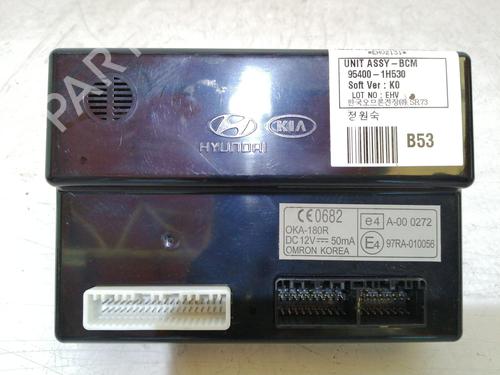 *EH02151*
UNIT ASSY-BCM
95400-1H530
Soft Ver : K0
LOT NO : EHV
한국오므론전장㈜ SR73
정원숙
B53
HYUNDAI
KIA
CE0682
OKA-180R
DC12V⎓50mA
OMRON KOREA
e4 A-00 0272
E4 97RA-010056